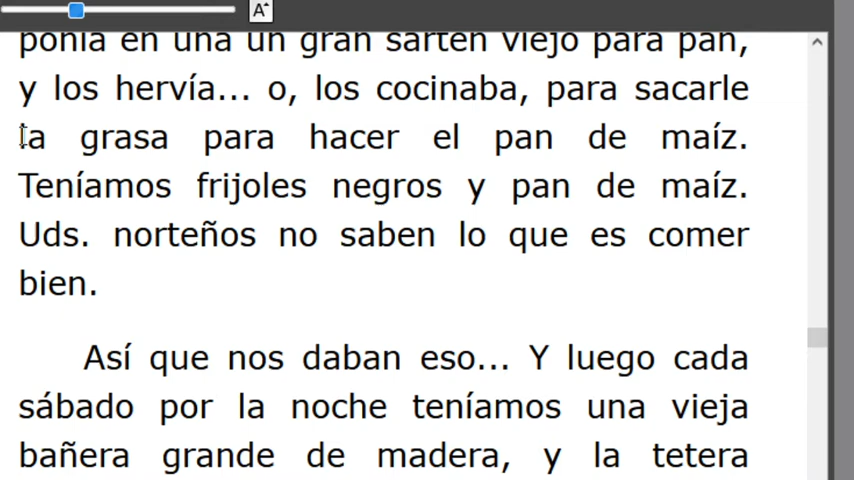 A
ponía en una un gran sartén viejo para pan,
y los hervía... o, los cocinaba, para sacarle
la grasa para hacer el pan de maíz.
Teníamos frijoles negros y pan de maíz.
Uds. norteños no saben lo que es comer
bien.
Así que nos daban eso... Y luego cada
sábado por la noche teníamos una vieja
bañera grande de madera, y la tetera